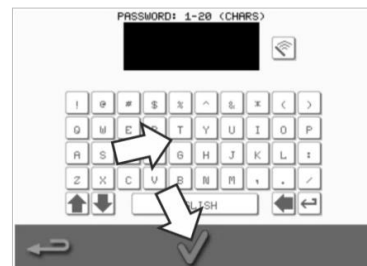 PASSWORD: 1-20 (CHARS)
! @ # $ % ^ & * ( )
Q W E T Y U I O P
A S G H J K L :
Z X C V B N M , . /